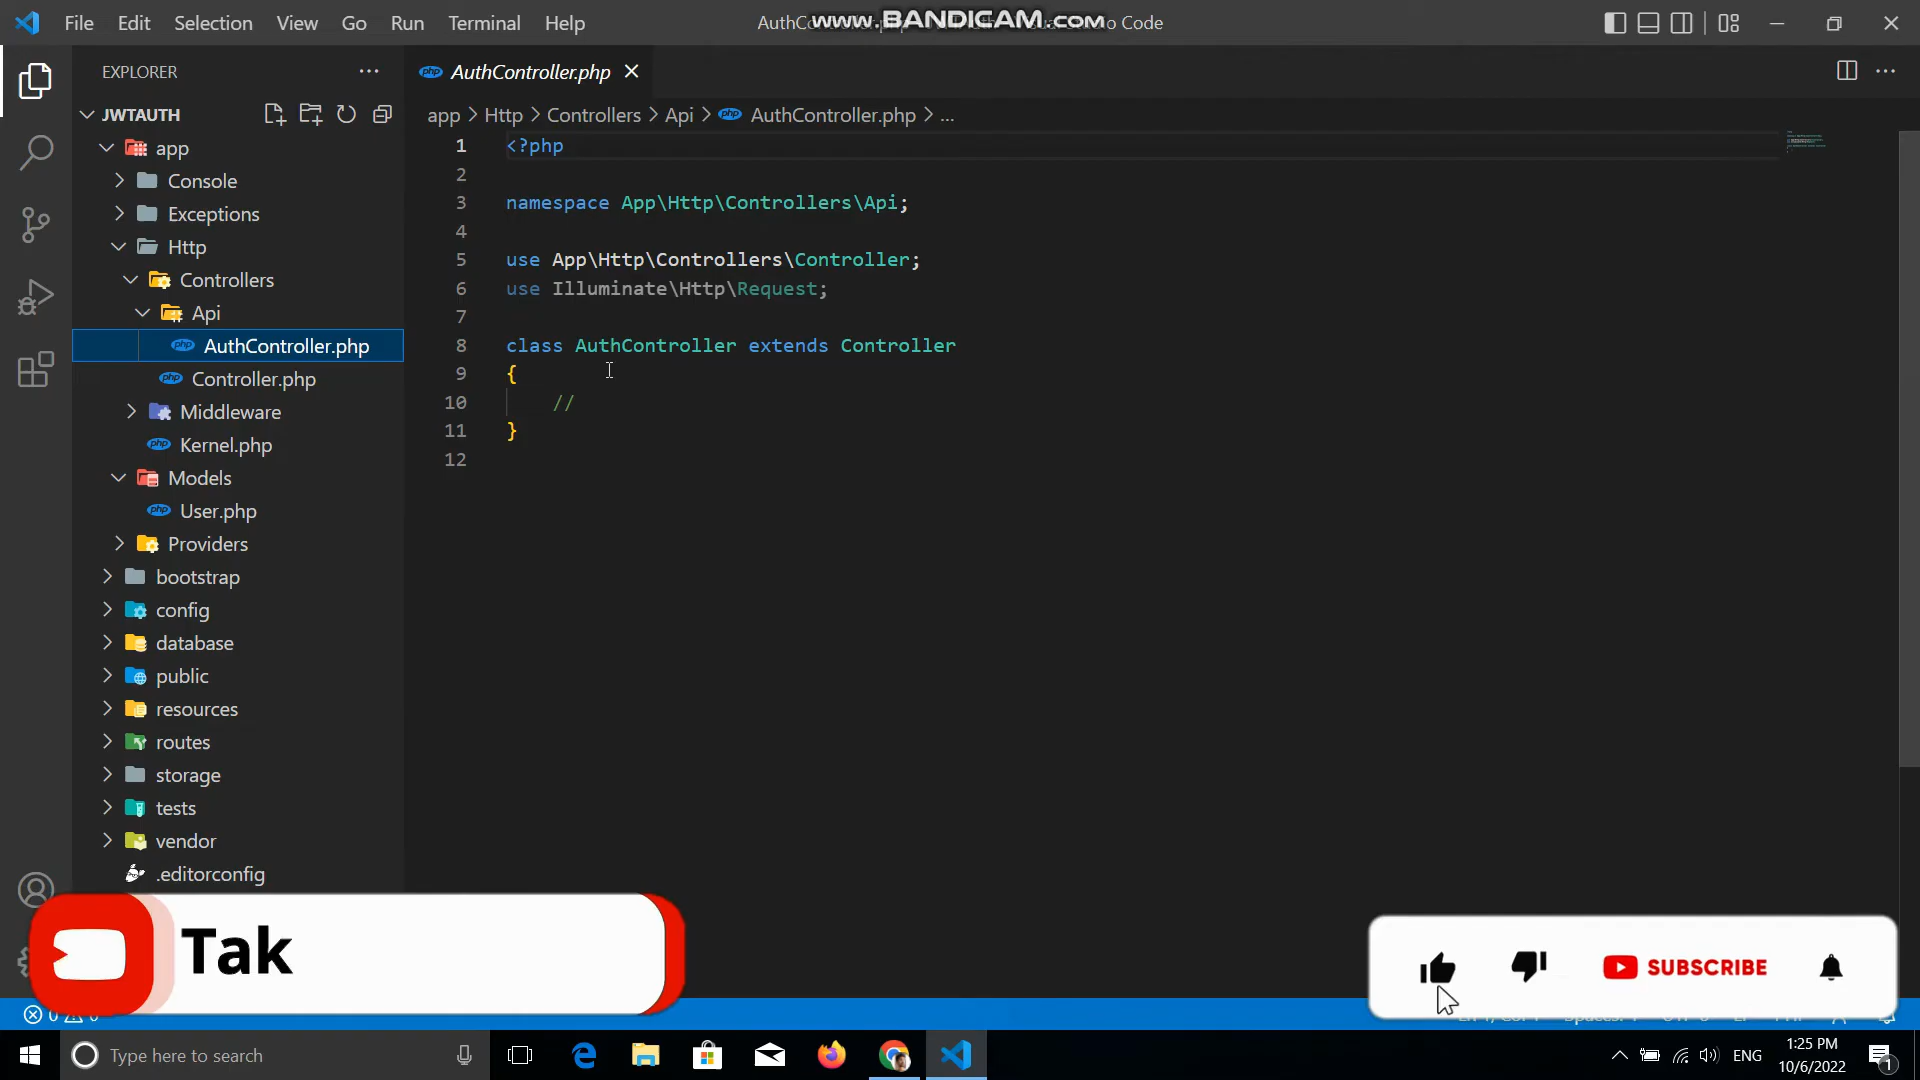 File Edit Selection View Go Run Terminal Help
www.BANDICAM.com
Code
EXPLORER
AuthController.php
JWTAUTH
app > Http > Controllers > Api > AuthController.php > ...
app
Console
Exceptions
Http
Controllers
Api
AuthController.php
Controller.php
Middleware
Kernel.php
Models
User.php
Providers
bootstrap
config
database
public
resources
routes
storage
tests
vendor
.editorconfig
1 <?php
2
3 namespace App\Http\Controllers\Api;
4
5 use App\Http\Controllers\Controller;
6 use Illuminate\Http\Request;
7
8 class AuthController extends Controller
9 {
10 //
11 }
12
Tak
SUBSCRIBE
Type here to search
ENG
1:25 PM
10/6/2022
1